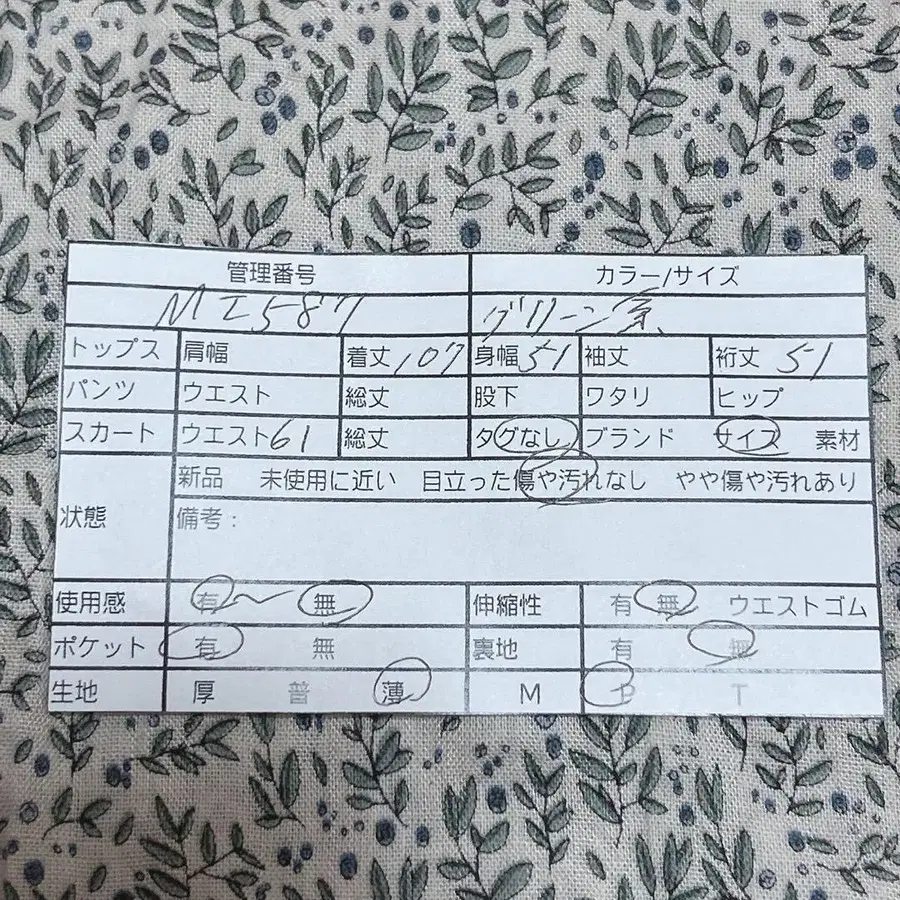 管理番号 カラー/サイズ
MI587 グリーン系
トップス 肩幅 着丈107 身幅51 袖丈 裄丈 51
パンツ ウエスト 総丈 股下 ワタリ ヒップ
スカート ウエスト61 総丈 タグなし ブランド サイズ 素材
新品 未使用に近い 目立った傷や汚れなし やや傷や汚れあり
状態 備考：
使用感 有〜無 伸縮性 有 無 ウエストゴム
ポケット 有 無 裏地 有 無
生地 厚 普 薄 M P T